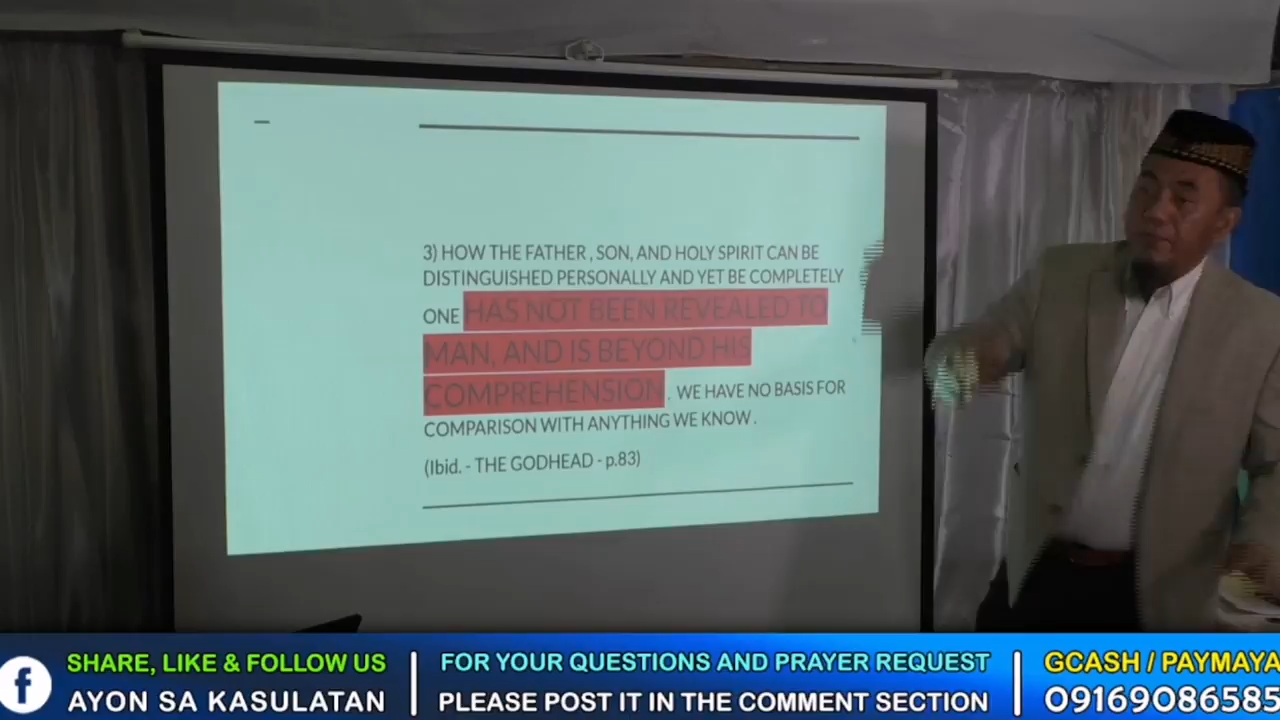 3) HOW THE FATHER , SON, AND HOLY SPIRIT CAN BE
DISTINGUISHED PERSONALLY AND YET BE COMPLETELY
ONE HAS NOT BEEN REVEALED TO
MAN, AND IS BEYOND HIS
COMPREHENSION . WE HAVE NO BASIS FOR
COMPARISON WITH ANYTHING WE KNOW .
(Ibid. - THE GODHEAD - p.83)
SHARE, LIKE & FOLLOW US
AYON SA KASULATAN
FOR YOUR QUESTIONS AND PRAYER REQUEST
PLEASE POST IT IN THE COMMENT SECTION
GCASH / PAYMAYA
09169086585